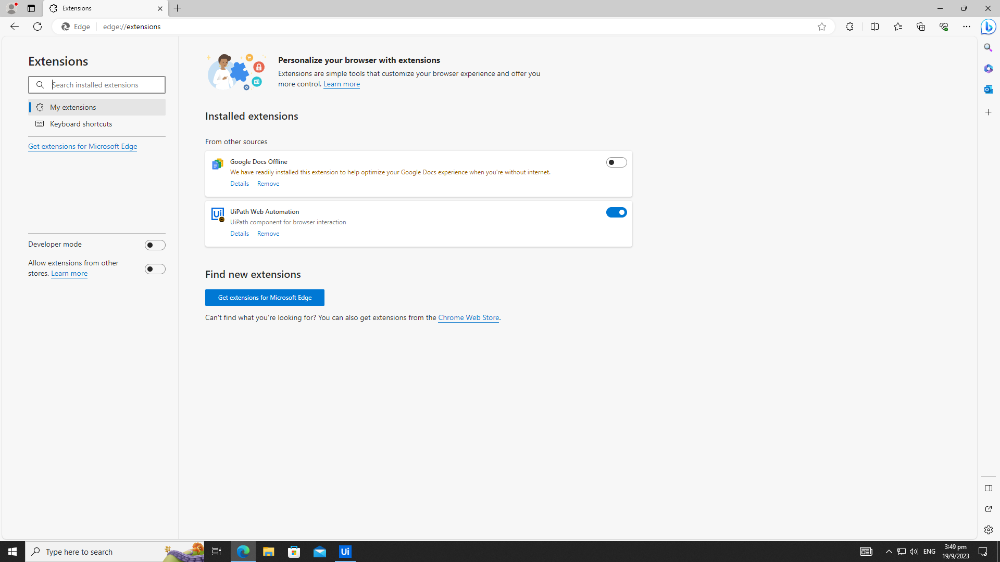 Extensions
Edge
edge://extensions
Extensions
Search installed extensions
My extensions
Keyboard shortcuts
Get extensions for Microsoft Edge
Developer mode
Allow extensions from other
stores. Learn more
Personalize your browser with extensions
Extensions are simple tools that customize your browser experience and offer you
more control. Learn more
Installed extensions
From other sources
Google Docs Offline
We have readily installed this extension to help optimize your Google Docs experience when you're without internet.
Details Remove
Ui
UiPath Web Automation
UiPath component for browser interaction
Details Remove
Find new extensions
Get extensions for Microsoft Edge
Can't find what you're looking for? You can also get extensions from the Chrome Web Store.
Type here to search
Ui
ENG
3:49 pm
19/9/2023